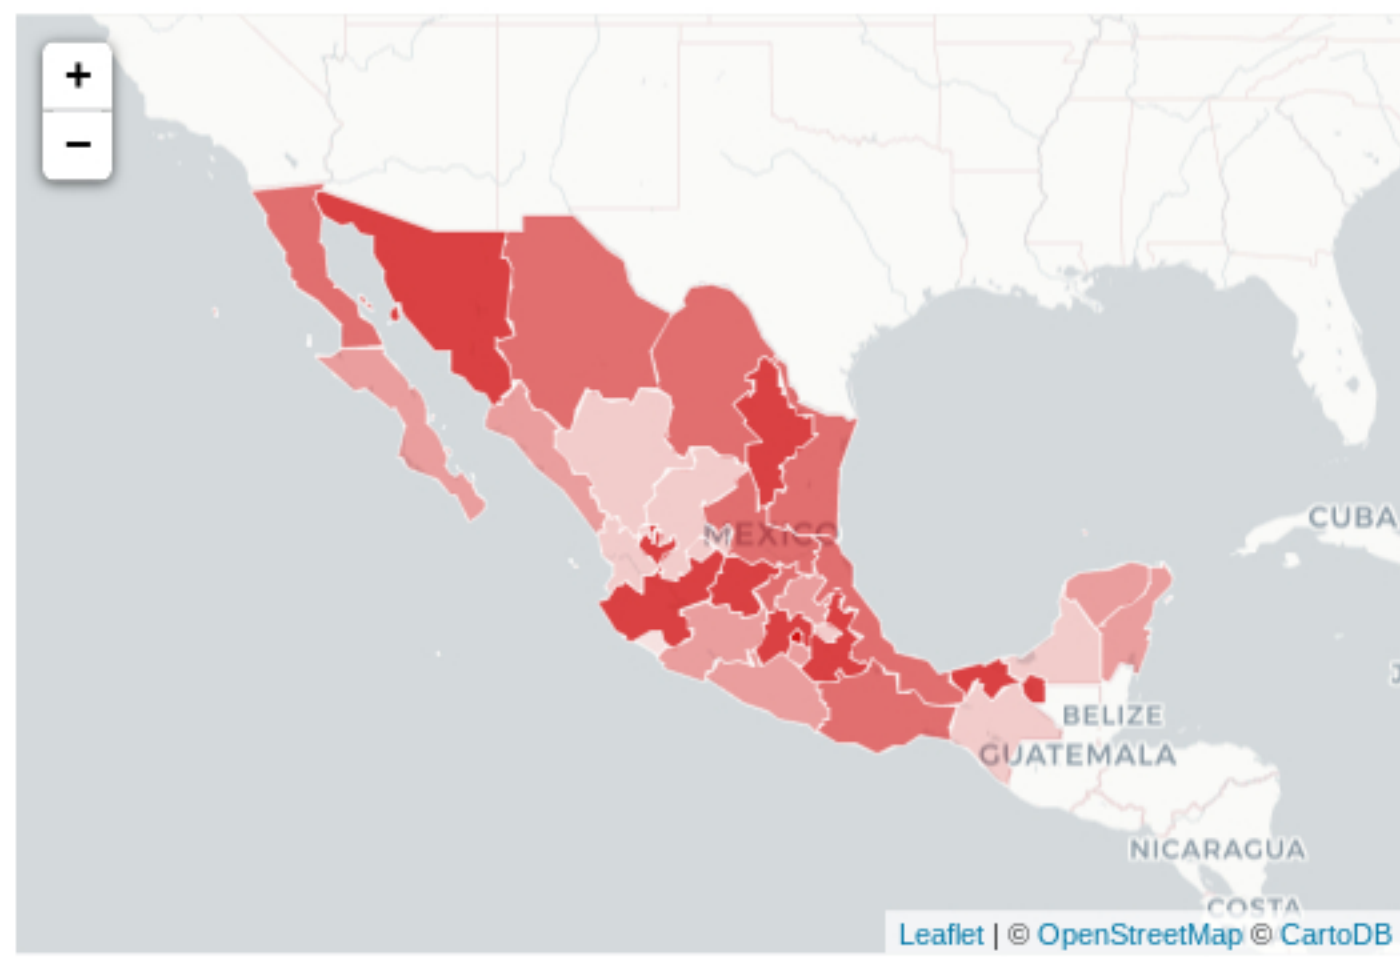 +
−
MEXICO
CUBA
BELIZE
GUATEMALA
NICARAGUA
COSTA
Leaflet | © OpenStreetMap © CartoDB